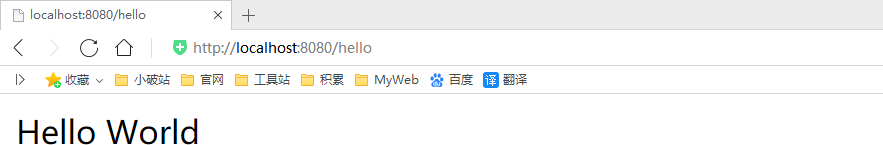 localhost:8080/hello
http://localhost:8080/hello
收藏 小破站 官网 工具站 积累 MyWeb 百度 译 翻译
Hello World